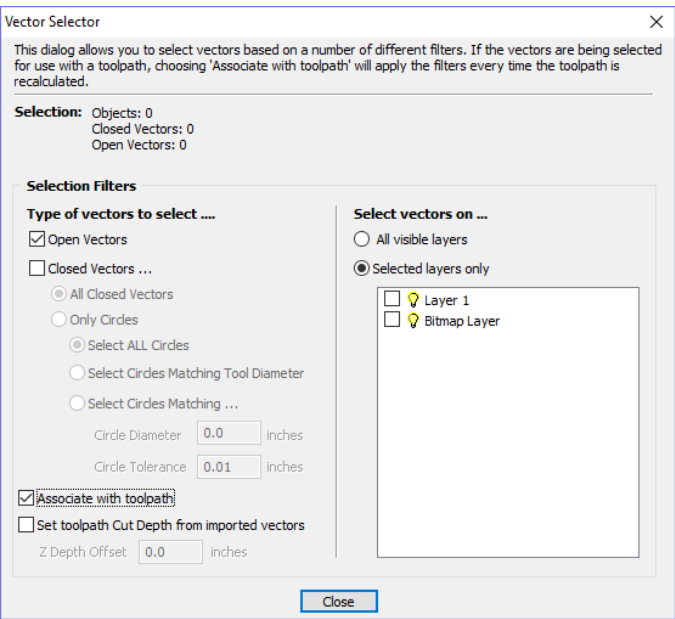 Vector Selector
This dialog allows you to select vectors based on a number of different filters. If the vectors are being selected
for use with a toolpath, choosing 'Associate with toolpath' will apply the filters every time the toolpath is
recalculated.
Selection: Objects: 0
Closed Vectors: 0
Open Vectors: 0
Selection Filters
Type of vectors to select ....
Open Vectors
Closed Vectors ...
All Closed Vectors
Only Circles
Select ALL Circles
Select Circles Matching Tool Diameter
Select Circles Matching ...
Circle Diameter 0.0 inches
Circle Tolerance 0.01 inches
Associate with toolpath
Set toolpath Cut Depth from imported vectors
Z Depth Offset 0.0 inches
Select vectors on ...
All visible layers
Selected layers only
Layer 1
Bitmap Layer
Close